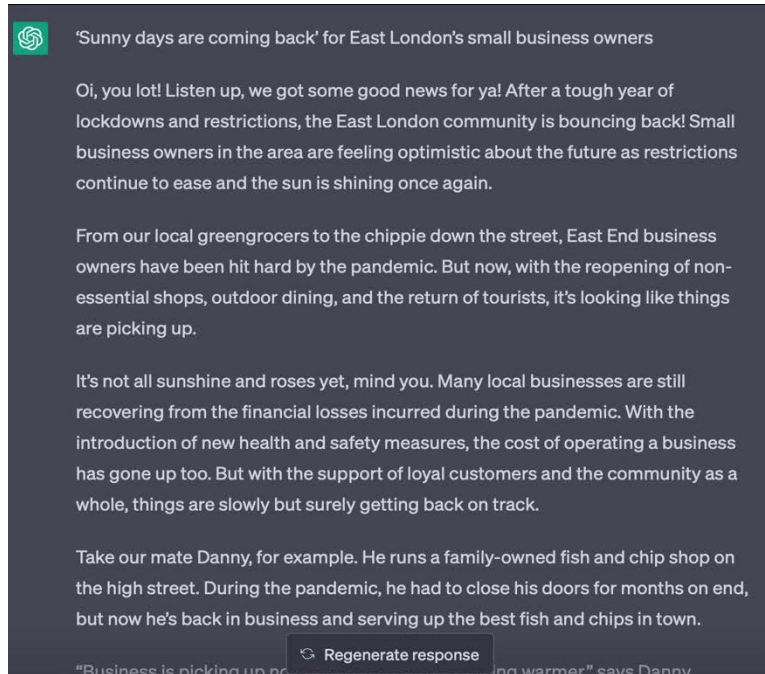 ‘Sunny days are coming back’ for East London’s small business owners
Oi, you lot! Listen up, we got some good news for ya! After a tough year of
lockdowns and restrictions, the East London community is bouncing back! Small
business owners in the area are feeling optimistic about the future as restrictions
continue to ease and the sun is shining once again.
From our local greengrocers to the chippie down the street, East End business
owners have been hit hard by the pandemic. But now, with the reopening of non-
essential shops, outdoor dining, and the return of tourists, it’s looking like things
are picking up.
It’s not all sunshine and roses yet, mind you. Many local businesses are still
recovering from the financial losses incurred during the pandemic. With the
introduction of new health and safety measures, the cost of operating a business
has gone up too. But with the support of loyal customers and the community as a
whole, things are slowly but surely getting back on track.
Take our mate Danny, for example. He runs a family-owned fish and chip shop on
the high street. During the pandemic, he had to close his doors for months on end,
but now he’s back in business and serving up the best fish and chips in town.
Regenerate response
“Business is picking up warmer,” says Danny